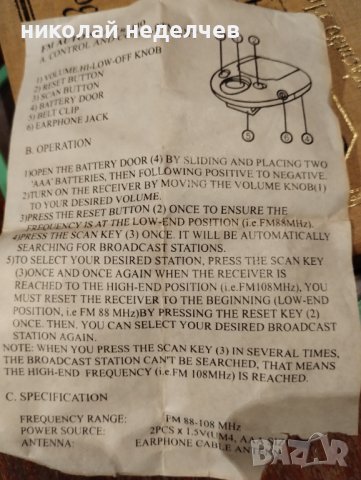 николай неделчев
FM AU
A. CONTROL AND
1) VOLUME HI-LOW-OFF KNOB
2) RESET BUTTON
3) SCAN BUTTON
4) BATTERY DOOR
5) BELT CLIP
6) EARPHONE JACK
B. OPERATION
1)OPEN THE BATTERY DOOR (4) BY SLIDING AND PLACING TWO
'AAA' BATTERIES, THEN FOLLOWING POSITIVE TO NEGATIVE.
2)TURN ON THE RECEIVER BY MOVING THE VOLUME KNOB(1)
TO YOUR DESIRED VOLUME.
3)PRESS THE RESET BUTTON (2) ONCE TO ENSURE THE
FREQUENCY IS AT THE LOW-END POSITION (i.e.FM88MHz).
4)PRESS THE SCAN KEY (3) ONCE. IT WILL BE AUTOMATICALLY
SEARCHING FOR BROADCAST STATIONS.
5)TO SELECT YOUR DESIRED STATION, PRESS THE SCAN KEY
(3)ONCE AND ONCE AGAIN WHEN THE RECEIVER IS
REACHED TO THE HIGH-END POSITION (i.e.FM108MHz), YOU
MUST RESET THE RECEIVER TO THE BEGINNING (LOW-END
POSITION, i.e FM 88 MHz)BY PRESSING THE RESET KEY (2)
ONCE. THEN, YOU CAN SELECT YOUR DESIRED BROADCAST
STATION AGAIN.
NOTE: WHEN YOU PRESS THE SCAN KEY (3) IN SEVERAL TIMES,
THE BROADCAST STATION CAN'T BE SEARCHED, THAT MEANS
THE HIGH-END FREQUENCY (i.e.FM 108MHz) IS REACHED.
C. SPECIFICATION
FREQUENCY RANGE: FM 88-108 MHz
POWER SOURCE: 2PCS x 1.5V(UM4,
ANTENNA: EARPHONE CABLE
николай неделчев
BAZAR